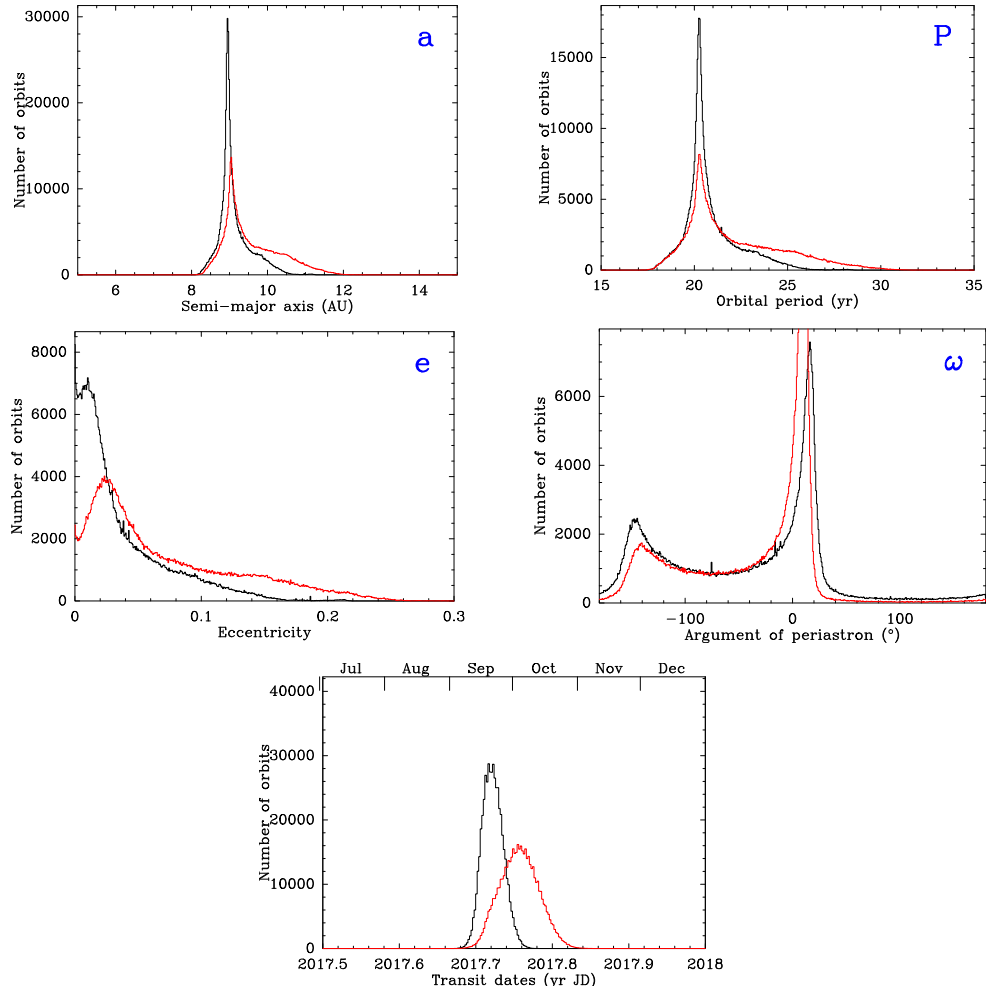 a
30000
20000
10000
0
6 8 10 12 14
Number of orbits
Semi-major axis (AU)
P
15000
10000
5000
0
15 20 25 30 35
Number of orbits
Orbital period (yr)
e
8000
6000
4000
2000
0
0 0.1 0.2 0.3
Number of orbits
Eccentricity
ω
6000
4000
2000
0
-100 0 100
Number of orbits
Argument of periastron (°)
Jul Aug Sep Oct Nov Dec
40000
30000
20000
10000
0
2017.5 2017.6 2017.7 2017.8 2017.9 2018
Number of orbits
Transit dates (yr JD)